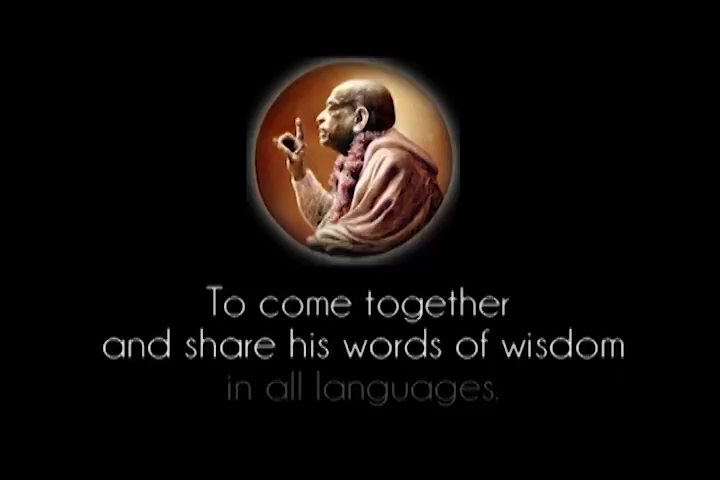 To come together
and share his words of wisdom
in all languages.